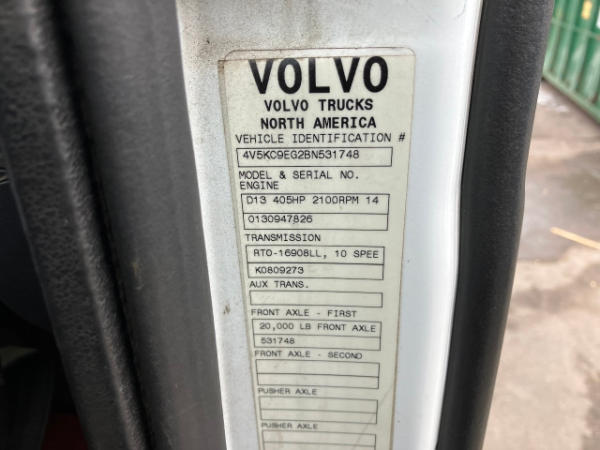 VOLVO
VOLVO TRUCKS
NORTH AMERICA
VEHICLE IDENTIFICATION #
4V5KC9EG2BN531748
MODEL & SERIAL NO.
ENGINE
D13 405HP 2100RPM 14
0130947826
TRANSMISSION
RTO-16908LL, 10 SPEE
K0809273
AUX TRANS.
FRONT AXLE - FIRST
20,000 LB FRONT AXLE
531748
FRONT AXLE - SECOND
PUSHER AXLE
PUSHER AXLE